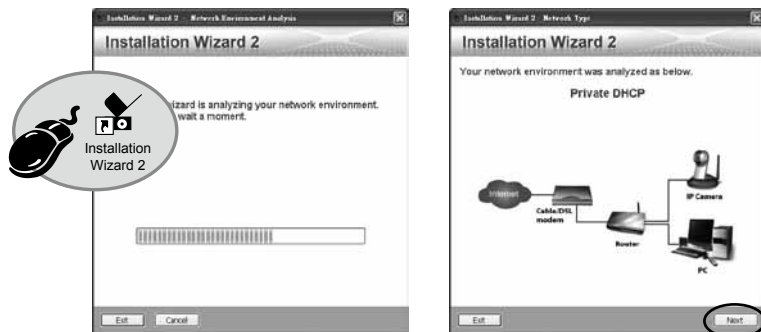 Installation Wizard 2 - Network Environment Analysis
Installation Wizard 2
izard is analyzing your network environment.
wait a moment.
Installation
Wizard 2
Exit
Cancel
Installation Wizard 2 - Network Type
Installation Wizard 2
Your network environment was analyzed as below.
Private DHCP
Internet
Cable/DSL
modem
Router
IP Camera
PC
Exit
Next